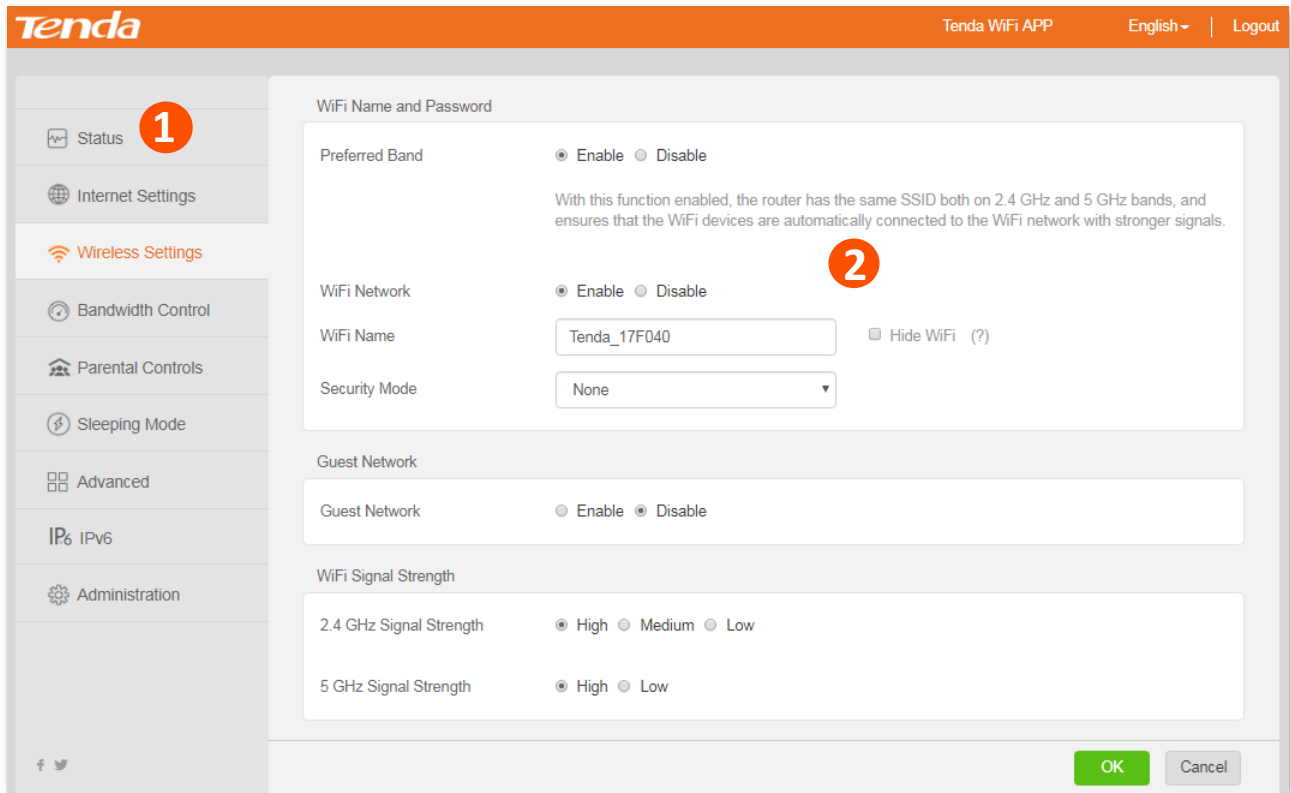 Tenda
Tenda WiFi APP English Logout
1
Status
Internet Settings
Wireless Settings
Bandwidth Control
Parental Controls
Sleeping Mode
Advanced
IPv6 IPv6
Administration
WiFi Name and Password
Preferred Band Enable Disable
With this function enabled, the router has the same SSID both on 2.4 GHz and 5 GHz bands, and
ensures that the WiFi devices are automatically connected to the WiFi network with stronger signals.
2
WiFi Network Enable Disable
WiFi Name Tenda_17F040 Hide WiFi (?)
Security Mode None
Guest Network
Guest Network Enable Disable
WiFi Signal Strength
2.4 GHz Signal Strength High Medium Low
5 GHz Signal Strength High Low
OK Cancel